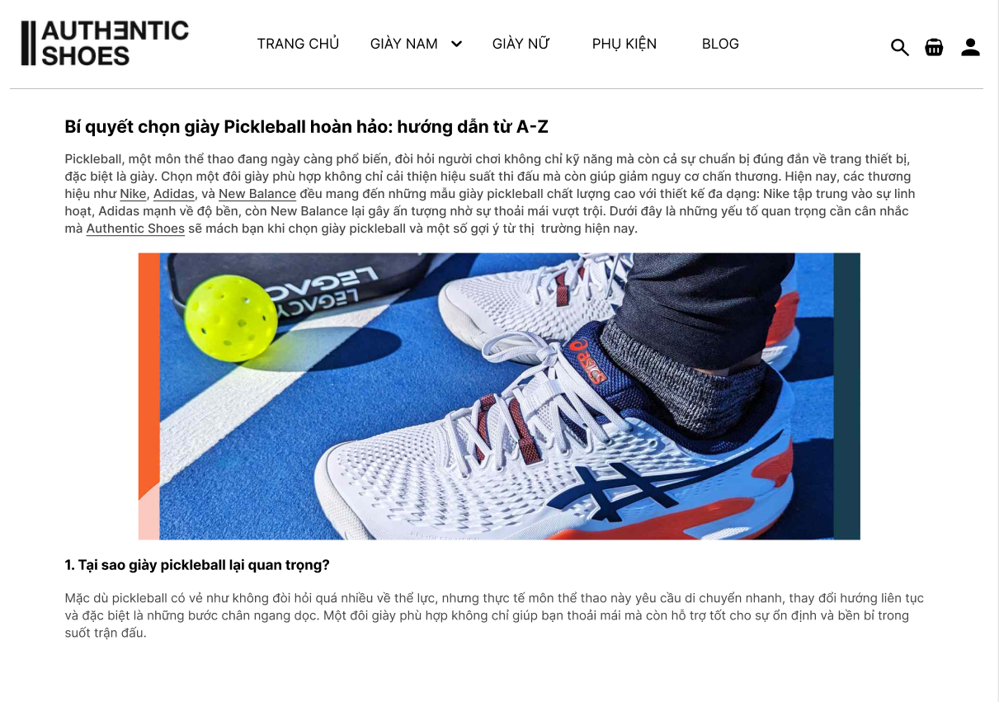 AUTHENTIC
SHOES
TRANG CHỦ
GIÀY NAM
GIÀY NỮ
PHỤ KIỆN
BLOG
Bí quyết chọn giày Pickleball hoàn hảo: hướng dẫn từ A-Z
Pickleball, một môn thể thao đang ngày càng phổ biến, đòi hỏi người chơi không chỉ kỹ năng mà còn cả sự chuẩn bị đúng đắn về trang thiết bị,
đặc biệt là giày. Chọn một đôi giày phù hợp không chỉ cải thiện hiệu suất thi đấu mà còn giúp giảm nguy cơ chấn thương. Hiện nay, các thương
hiệu như Nike, Adidas, và New Balance đều mang đến những mẫu giày pickleball chất lượng cao với thiết kế đa dạng: Nike tập trung vào sự linh
hoạt, Adidas mạnh về độ bền, còn New Balance lại gây ấn tượng nhờ sự thoải mái vượt trội. Dưới đây là những yếu tố quan trọng cần cân nhắc
mà Authentic Shoes sẽ mách bạn khi chọn giày pickleball và một số gợi ý từ thị trường hiện nay.
LEGACY
LEGACY
asics
1. Tại sao giày pickleball lại quan trọng?
Mặc dù pickleball có vẻ như không đòi hỏi quá nhiều về thể lực, nhưng thực tế môn thể thao này yêu cầu di chuyển nhanh, thay đổi hướng liên tục
và đặc biệt là những bước chân ngang dọc. Một đôi giày phù hợp không chỉ giúp bạn thoải mái mà còn hỗ trợ tốt cho sự ổn định và bền bỉ trong
suốt trận đấu.